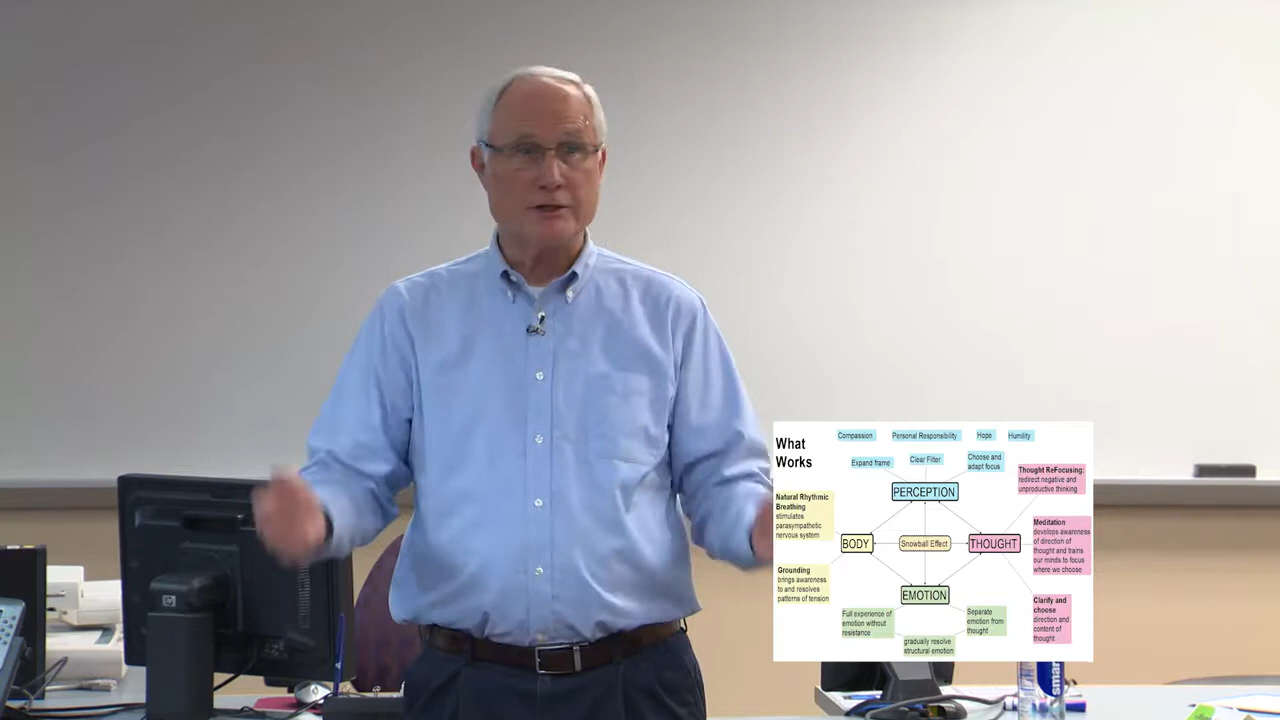 What
Works
Compassion
Personal Responsibility
Hope
Humility
Expand frame
Clear Filter
Choose and
adapt focus
PERCEPTION
Thought ReFocusing:
redirect negative and
unproductive thinking
Natural Rhythmic
Breathing
stimulates
parasympathetic
nervous system
BODY
Snowball Effect
THOUGHT
Meditation
develops awareness
of direction of
thought and trains
our minds to focus
where we choose
Grounding
brings awareness
to and resolves
patterns of tension
EMOTION
Clarify and
choose
direction and
content of
thought
Full experience of
emotion without
resistance
Separate
emotion from
thought
gradually resolve
structural emotion
hp
smar